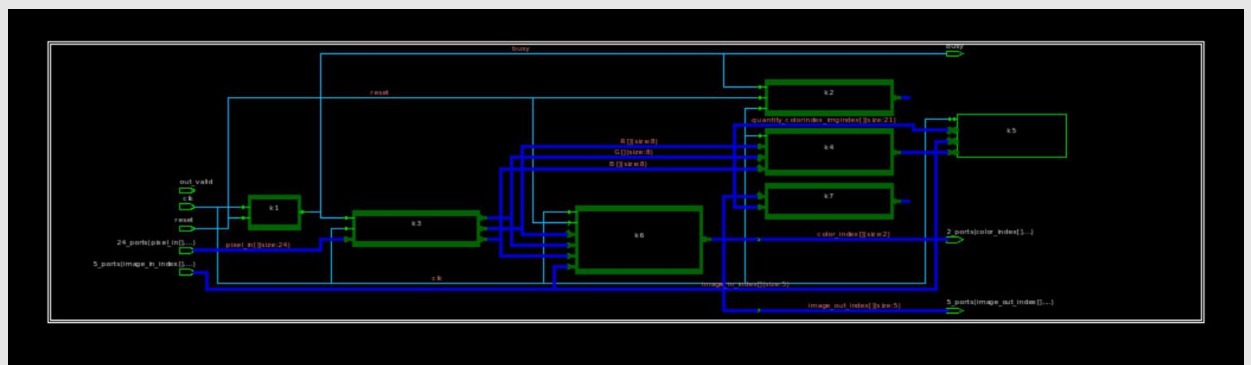 busy
busy
reset
k2
quantity_colorindex_imgindex[](size:21)
k5
R[](size:8)
k4
G[](size:8)
B[](size:8)
out_valid
k7
clk
k1
reset
k3
k6
24_ports(pixel_in[],...)
pixel_in[](size:24)
color_index[](size:2)
2_ports(color_index[],...)
5_ports(image_in_index[],...)
clk
image_in_index[](size:5)
image_out_index[](size:5)
5_ports(image_out_index[],...)